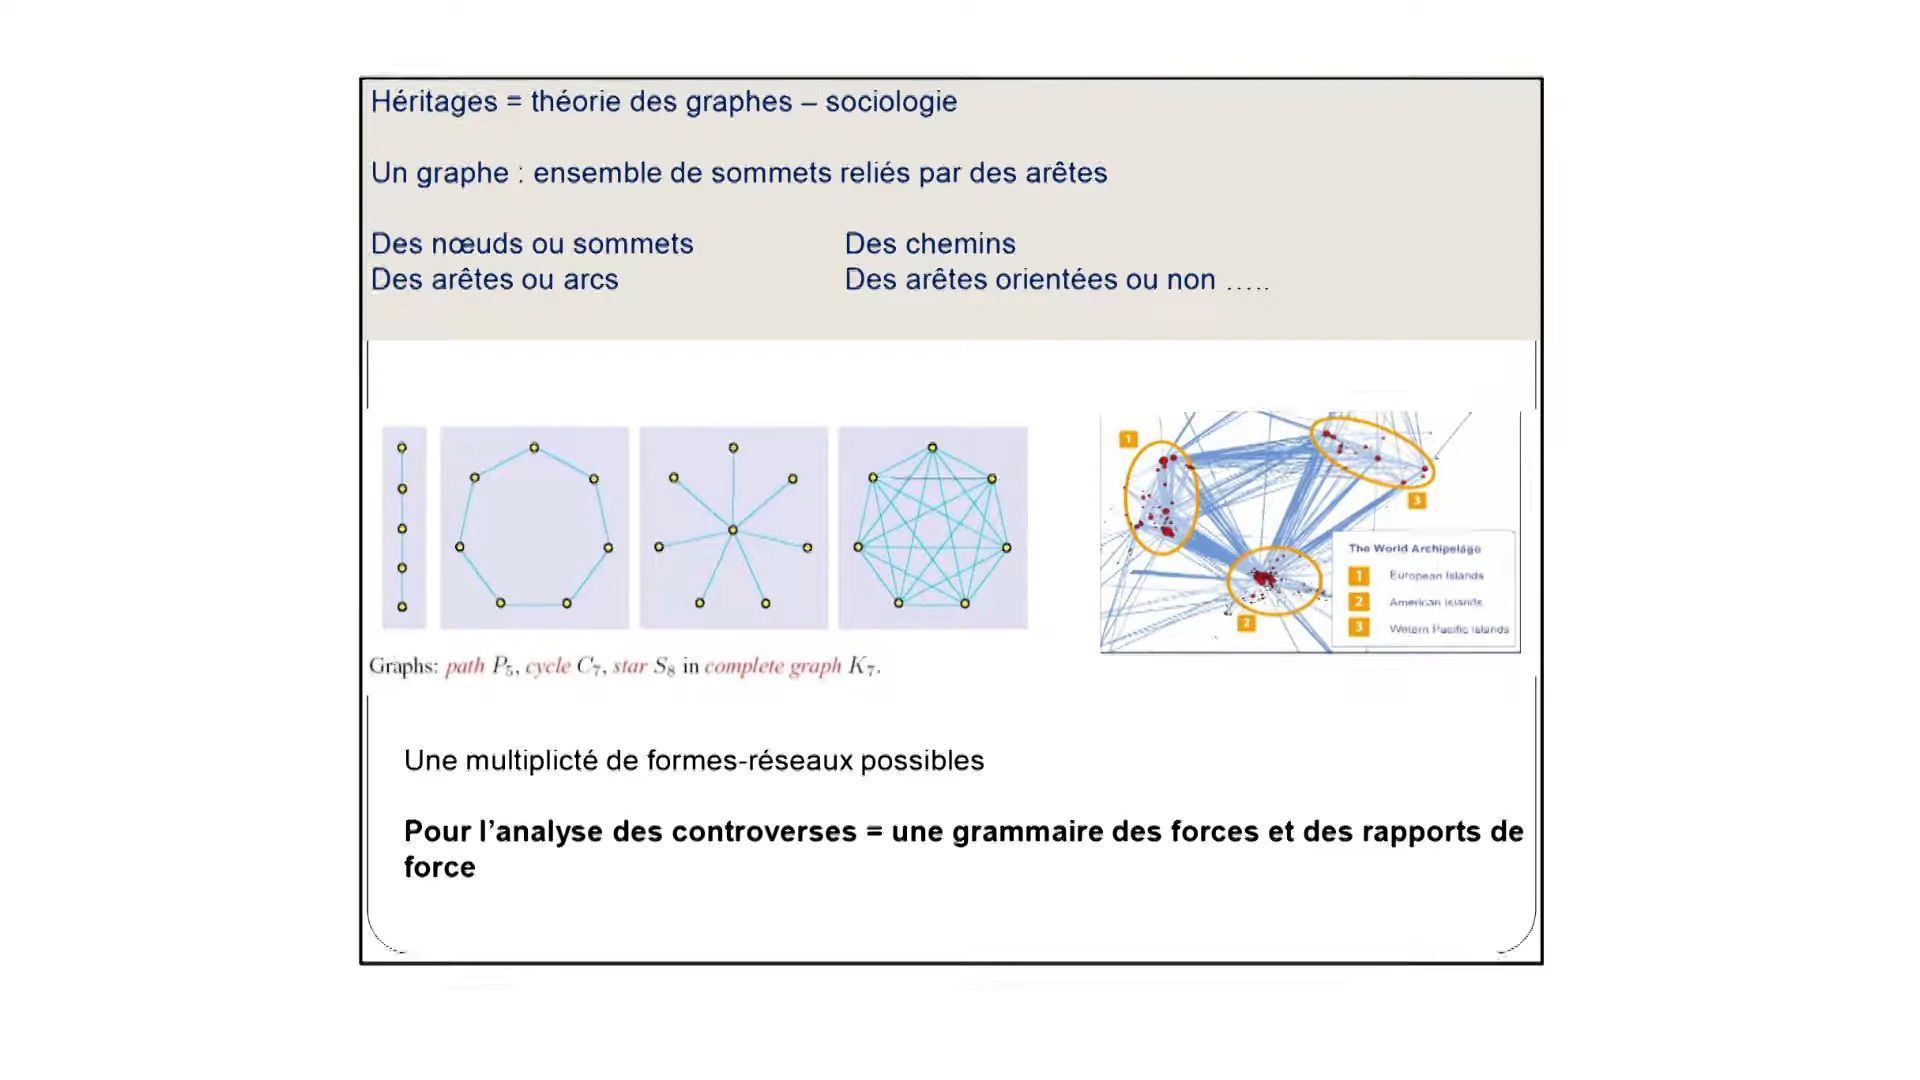 Héritages = théorie des graphes – sociologie
Un graphe : ensemble de sommets reliés par des arêtes
Des nœuds ou sommets
Des arêtes ou arcs
Des chemins
Des arêtes orientées ou non .....
Graphs: path P5, cycle C7, star S8 in complete graph K7.
1
3
2
The World Archipelago
1 European Islands
2 American Islands
3 Wetern Pacific Islands
Une multiplicté de formes-réseaux possibles
Pour l'analyse des controverses = une grammaire des forces et des rapports de
force